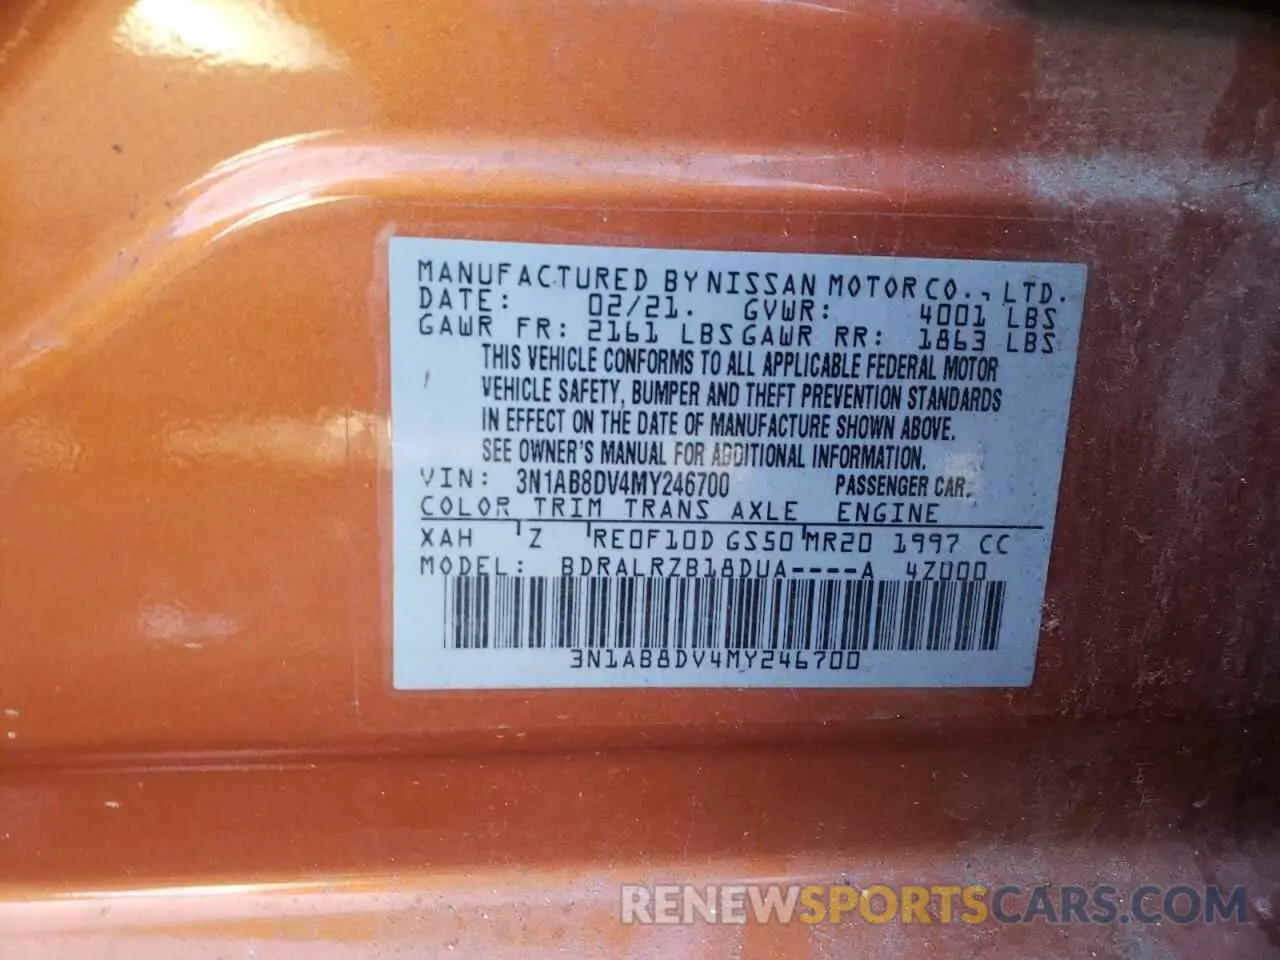 MANUFACTURED BY NISSAN MOTOR CO., LTD.
DATE: 02/21. GVWR: 4001 LBS
GAWR FR: 2161 LBS GAWR RR: 1863 LBS
THIS VEHICLE CONFORMS TO ALL APPLICABLE FEDERAL MOTOR
VEHICLE SAFETY, BUMPER AND THEFT PREVENTION STANDARDS
IN EFFECT ON THE DATE OF MANUFACTURE SHOWN ABOVE.
SEE OWNER'S MANUAL FOR ADDITIONAL INFORMATION.
VIN: 3N1AB8DV4MY246700 PASSENGER CAR.
COLOR TRIM TRANS AXLE ENGINE
XAH Z RE0F10D GS50 MR20 1997 CC
MODEL: BDRALRZB18DUA----A 4Z000
3N1AB8DV4MY246700
RENEWSPORTSCARS.COM